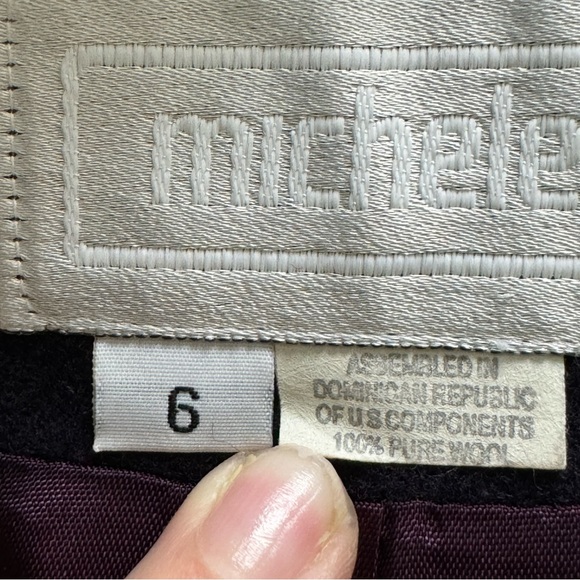 michele
6
ASSEMBLED IN
DOMINICAN REPUBLIC
OF U S COMPONENTS
100% PURE WOOL